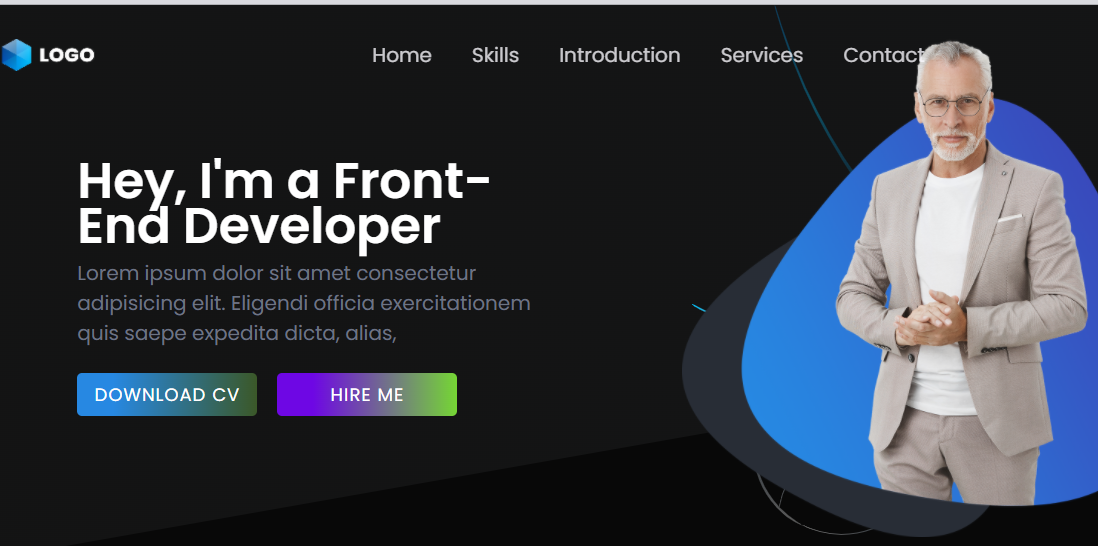 LOGO Home Skills Introduction Services Contact
Hey, I'm a Front-
End Developer
Lorem ipsum dolor sit amet consectetur
adipisicing elit. Eligendi officia exercitationem
quis saepe expedita dicta, alias,
DOWNLOAD CV HIRE ME